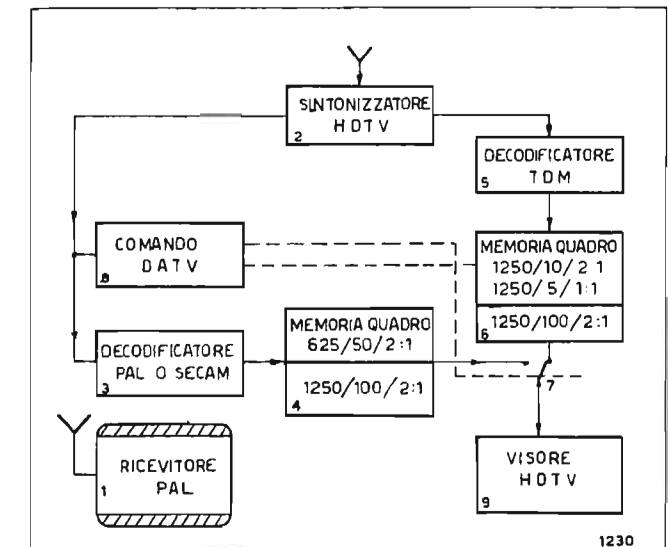 SINTONIZZATORE
HDTV
2
DECODIFICATORE
TDM
5
COMANDO
DATV
8
MEMORIA QUADRO
1250/10/2:1
1250/5/1:1
1250/100/2:1
6
MEMORIA QUADRO
625/50/2:1
1250/100/2:1
4
DECODIFICATORE
PAL O SECAM
3
7
RICEVITORE
PAL
1
VISORE
HDTV
9
1230